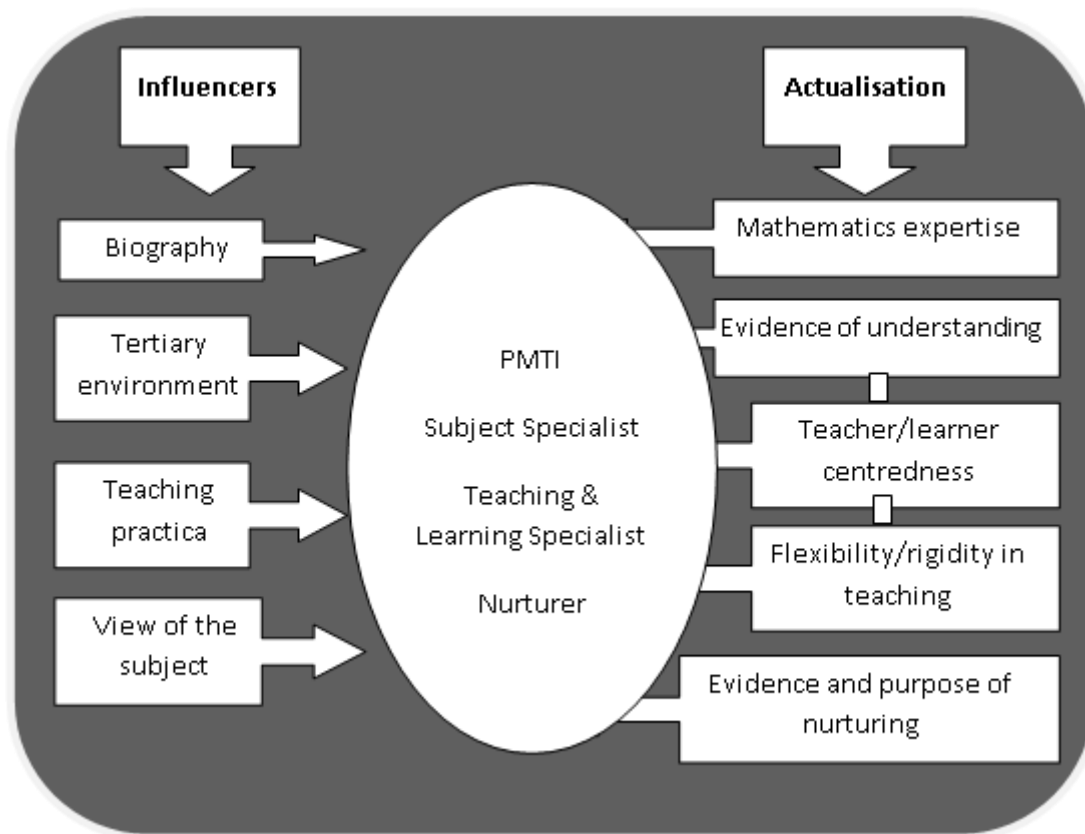 Influencers
Biography
Tertiary
environment
Teaching
practica
View of the
subject
PMTI
Subject Specialist
Teaching &
Learning Specialist
Nurturer
Actualisation
Mathematics expertise
Evidence of understanding
Teacher/learner
centredness
Flexibility/rigidity in
teaching
Evidence and purpose of
nurturing